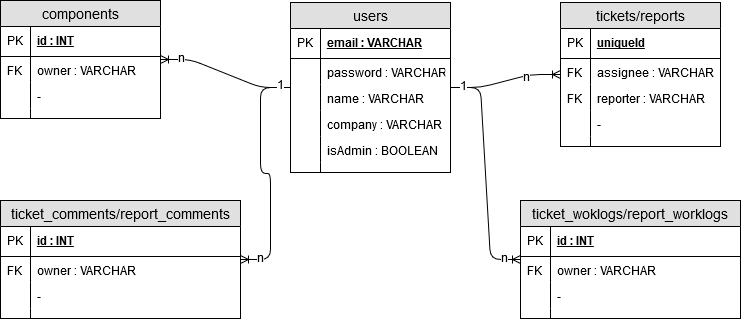 components
PK id : INT
FK owner : VARCHAR
-
users
PK email : VARCHAR
password : VARCHAR
name : VARCHAR
company : VARCHAR
isAdmin : BOOLEAN
tickets/reports
PK uniqueId
FK assignee : VARCHAR
FK reporter : VARCHAR
-
n
1
1
n
ticket_comments/report_comments
PK id : INT
FK owner : VARCHAR
-
n
ticket_woklogs/report_worklogs
PK id : INT
FK owner : VARCHAR
-
n